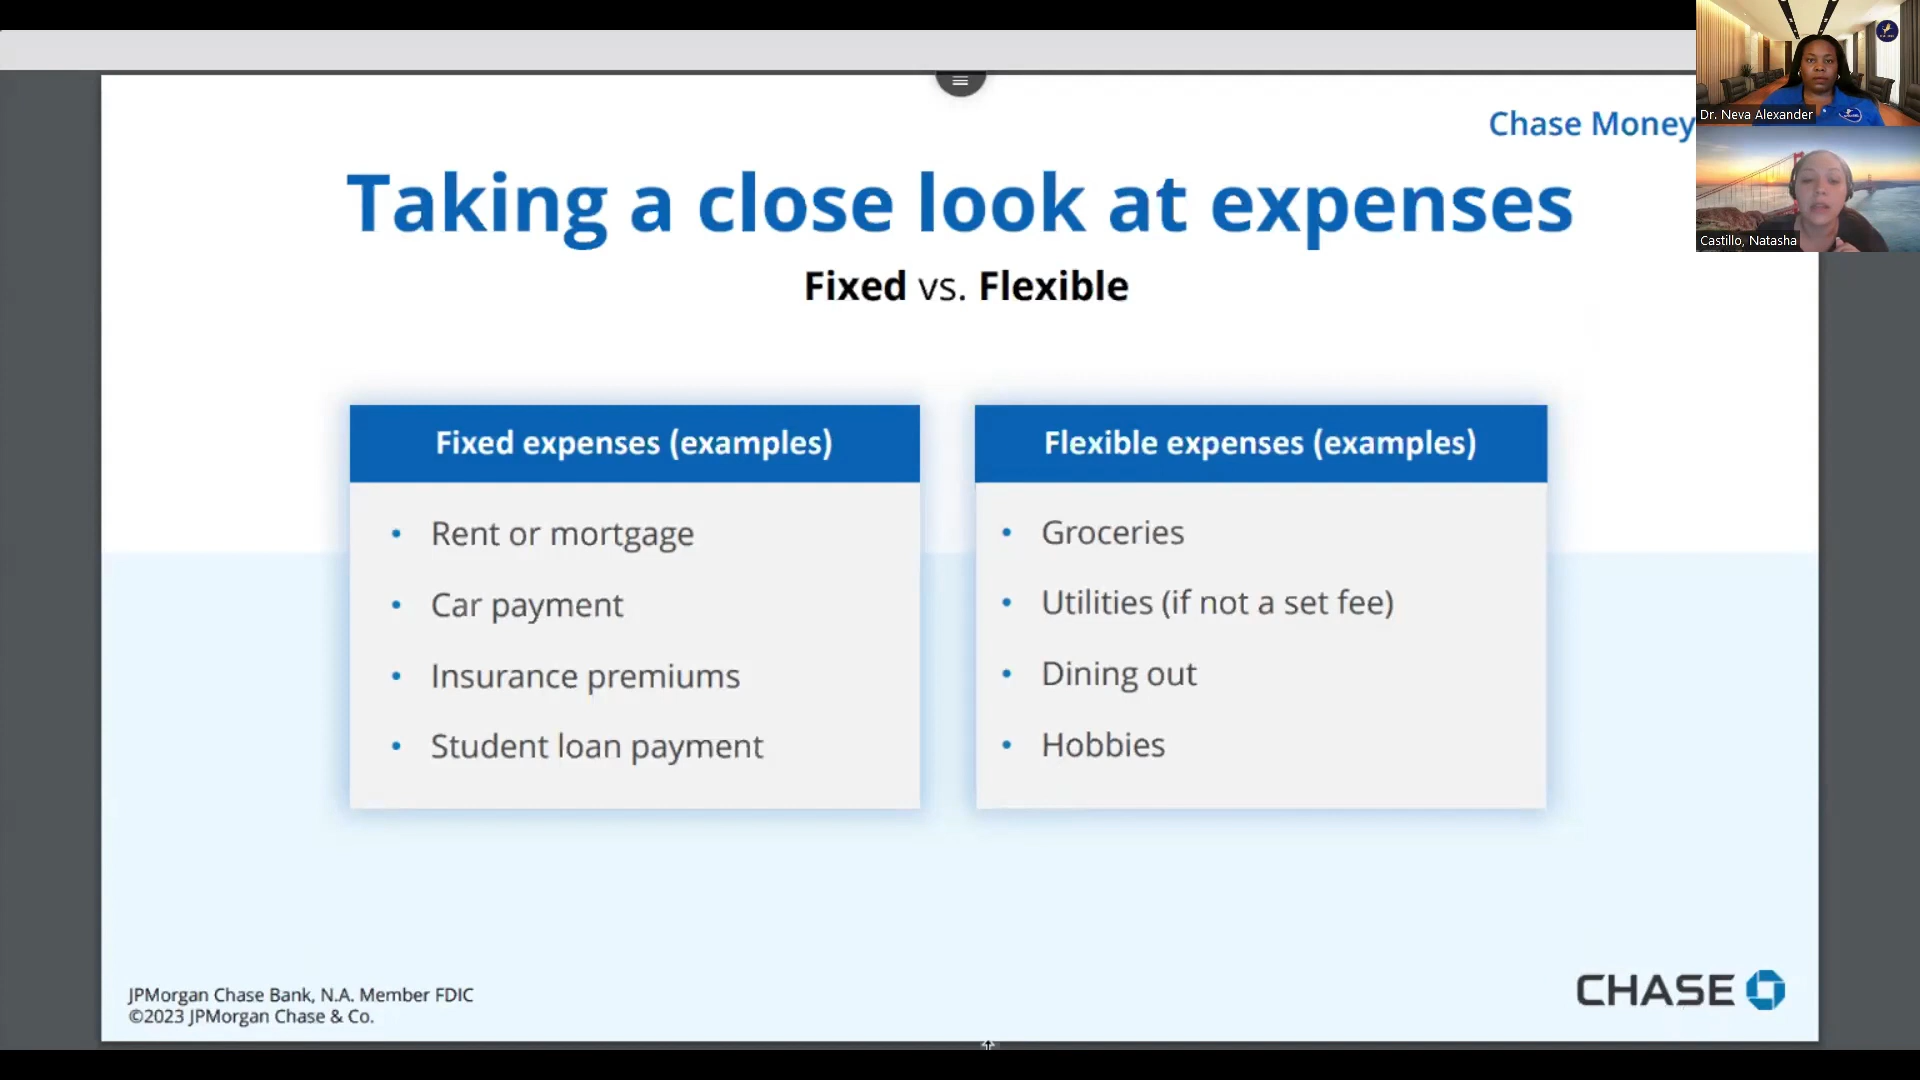 Chase Money
Taking a close look at expenses
Fixed vs. Flexible
Fixed expenses (examples)
• Rent or mortgage
• Car payment
• Insurance premiums
• Student loan payment
Flexible expenses (examples)
• Groceries
• Utilities (if not a set fee)
• Dining out
• Hobbies
JPMorgan Chase Bank, N.A. Member FDIC
©2023 JPMorgan Chase & Co.
CHASE
Dr. Neva Alexander
Castillo, Natasha